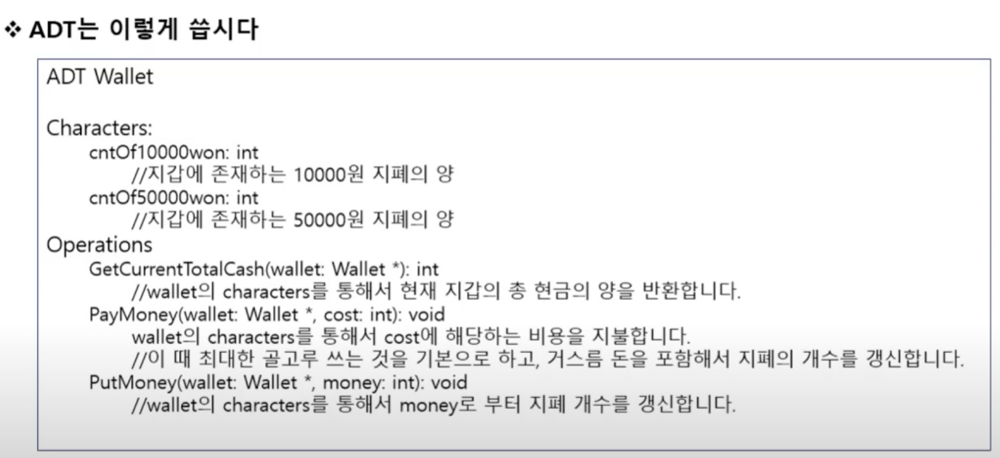 ❖ ADT는 이렇게 씁시다
ADT Wallet
Characters:
cntOf10000won: int
//지갑에 존재하는 10000원 지폐의 양
cntOf50000won: int
//지갑에 존재하는 50000원 지폐의 양
Operations
GetCurrentTotalCash(wallet: Wallet *): int
//wallet의 characters를 통해서 현재 지갑의 총 현금의 양을 반환합니다.
PayMoney(wallet: Wallet *, cost: int): void
wallet의 characters를 통해서 cost에 해당하는 비용을 지불합니다.
//이 때 최대한 골고루 쓰는 것을 기본으로 하고, 거스름 돈을 포함해서 지폐의 개수를 갱신합니다.
PutMoney(wallet: Wallet *, money: int): void
//wallet의 characters를 통해서 money로 부터 지폐 개수를 갱신합니다.